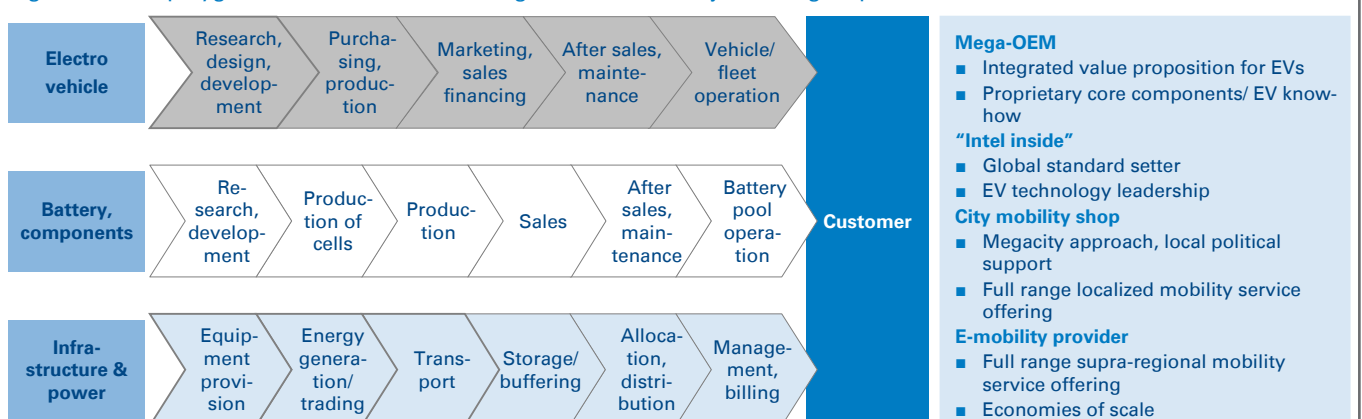 Electro
vehicle
Research,
design,
develop-
ment
Purcha-
sing,
produc-
tion
Marketing,
sales
financing
After sales,
mainte-
nance
Vehicle/
fleet
operation
Battery,
components
Re-
search,
develop-
ment
Produc-
tion of
cells
Produc-
tion
Sales
After
sales,
main-
tenance
Battery
pool
opera-
tion
Infra-
structure &
power
Equip-
ment
provi-
sion
Energy
genera-
tion/
trading
Trans-
port
Storage/
buffering
Alloca-
tion,
distri-
bution
Manage-
ment,
billing
Customer
Mega-OEM
■ Integrated value proposition for EVs
■ Proprietary core components/ EV know-
how
“Intel inside”
■ Global standard setter
■ EV technology leadership
City mobility shop
■ Megacity approach, local political
support
■ Full range localized mobility service
offering
E-mobility provider
■ Full range supra-regional mobility
service offering
■ Economies of scale